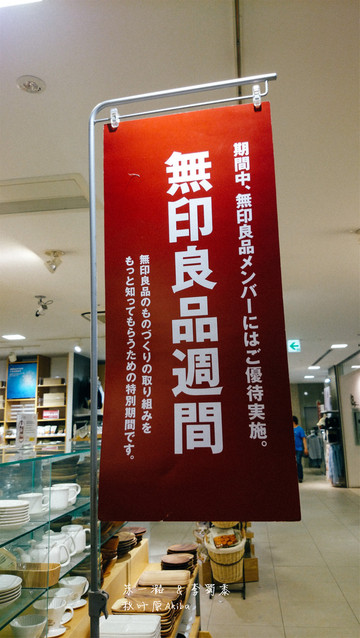 期間中、無印良品メンバーにはご優待実施。
無印良品週間
無印良品のものづくりの取り組みを
もっと知ってもらうための特別期間です。
秋叶原Akiba